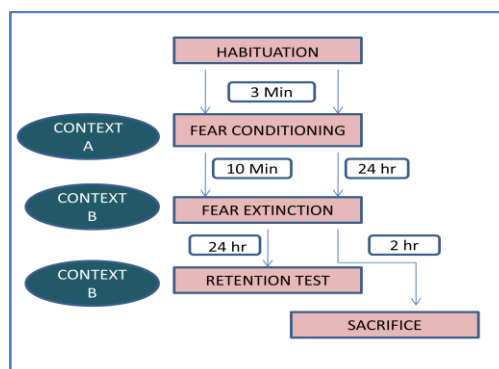 HABITUATION
3 Min
CONTEXT
A
FEAR CONDITIONING
10 Min
24 hr
CONTEXT
B
FEAR EXTINCTION
24 hr
2 hr
CONTEXT
B
RETENTION TEST
SACRIFICE